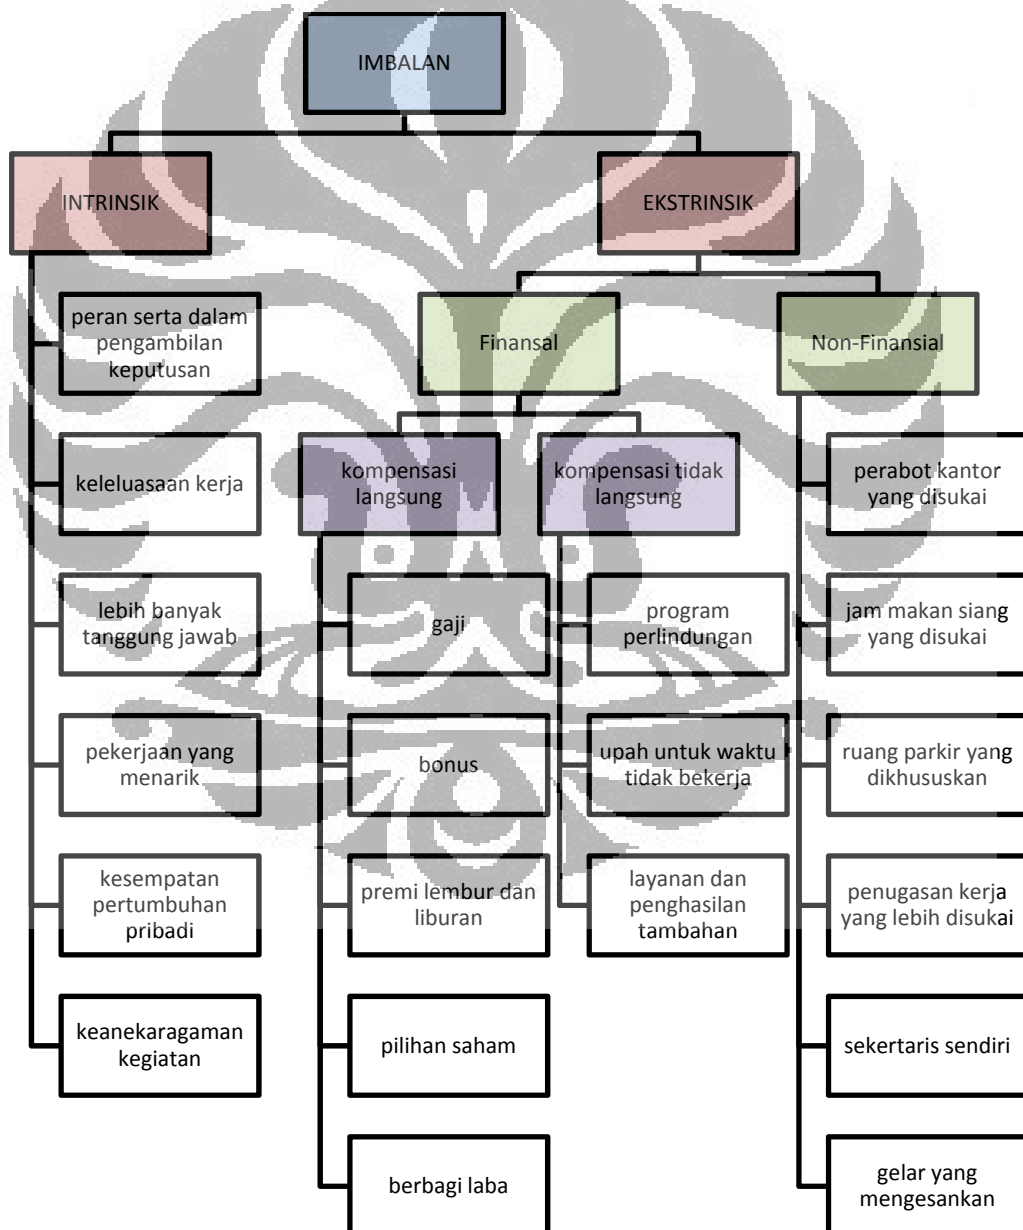 IMBALAN
INTRINSIK
EKSTRINSIK
peran serta dalam
pengambilan
keputusan
Finansal
Non-Finansial
keleluasaan kerja
kompensasi
langsung
kompensasi tidak
langsung
perabot kantor
yang disukai
lebih banyak
tanggung jawab
gaji
program
perlindungan
jam makan siang
yang disukai
pekerjaan yang
menarik
bonus
upah untuk waktu
tidak bekerja
ruang parkir yang
dikhususkan
kesempatan
pertumbuhan
pribadi
premi lembur dan
liburan
layanan dan
penghasilan
tambahan
penugasan kerja
yang lebih disukai
keanekaragaman
kegiatan
pilihan saham
sekertaris sendiri
berbagi laba
gelar yang
mengesankan